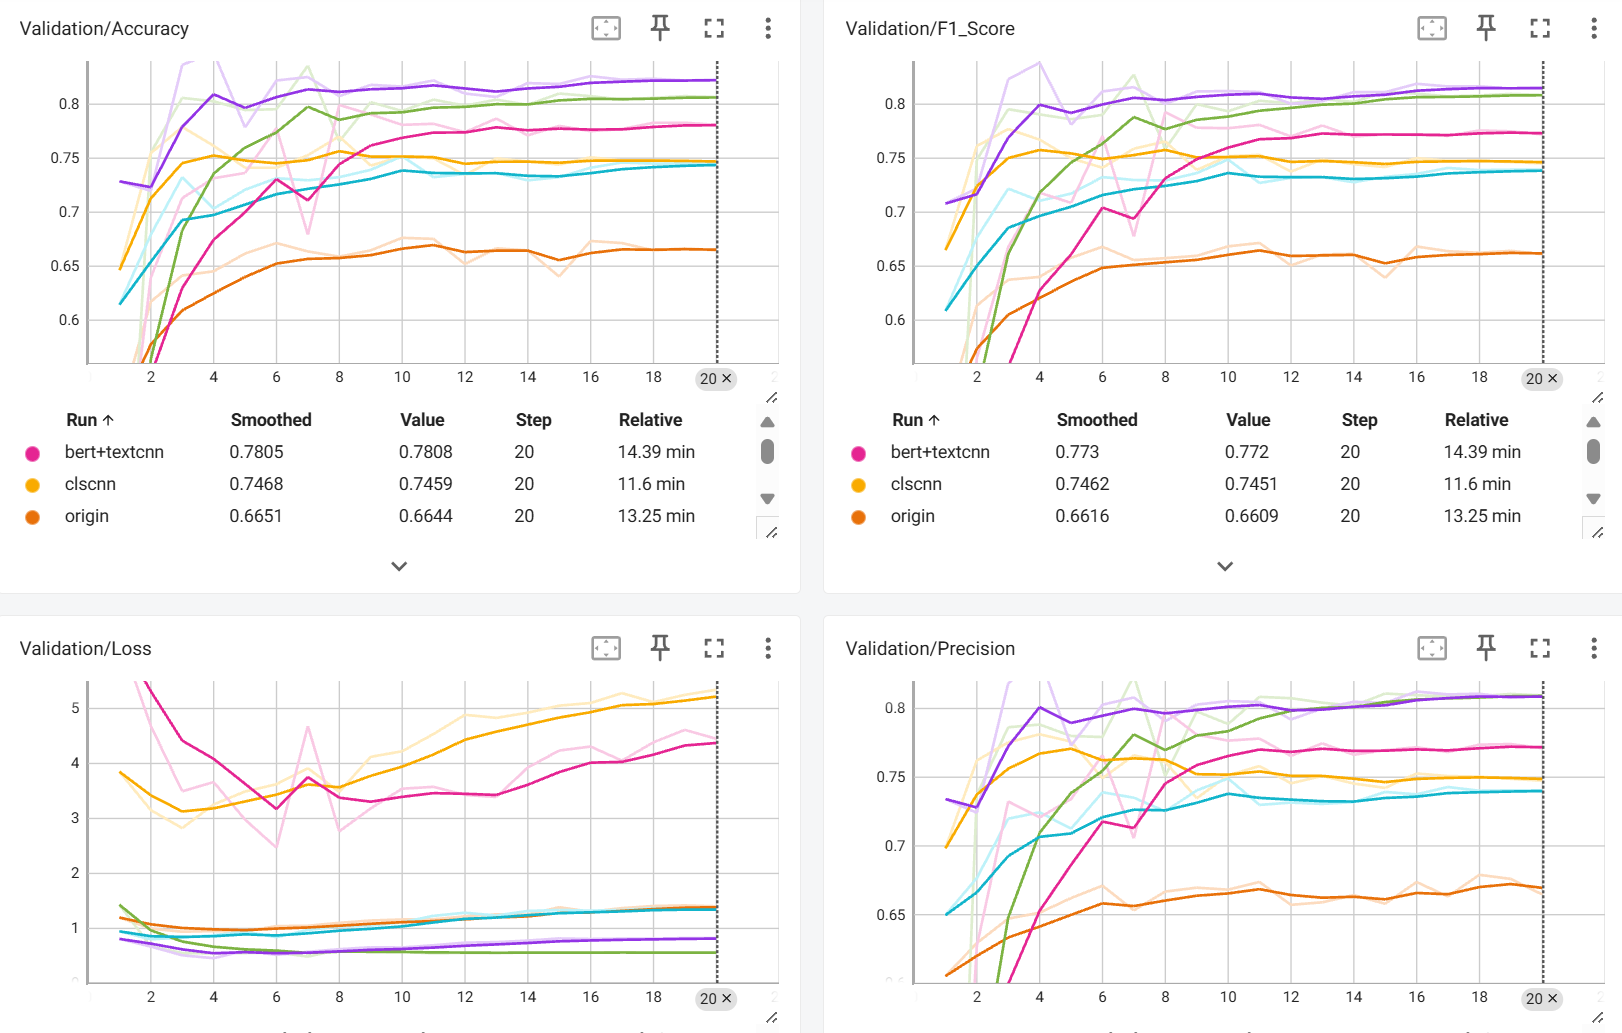 Validation/Accuracy
0.8
0.75
0.7
0.65
0.6
2 4 6 8 10 12 14 16 18 20 ×
Run ↑ Smoothed Value Step Relative
bert+textcnn 0.7805 0.7808 20 14.39 min
clscnn 0.7468 0.7459 20 11.6 min
origin 0.6651 0.6644 20 13.25 min
Validation/F1_Score
0.8
0.75
0.7
0.65
0.6
2 4 6 8 10 12 14 16 18 20 ×
Run ↑ Smoothed Value Step Relative
bert+textcnn 0.773 0.772 20 14.39 min
clscnn 0.7462 0.7451 20 11.6 min
origin 0.6616 0.6609 20 13.25 min
Validation/Loss
5
4
3
2
1
2 4 6 8 10 12 14 16 18 20 ×
Validation/Precision
0.8
0.75
0.7
0.65
2 4 6 8 10 12 14 16 18 20 ×